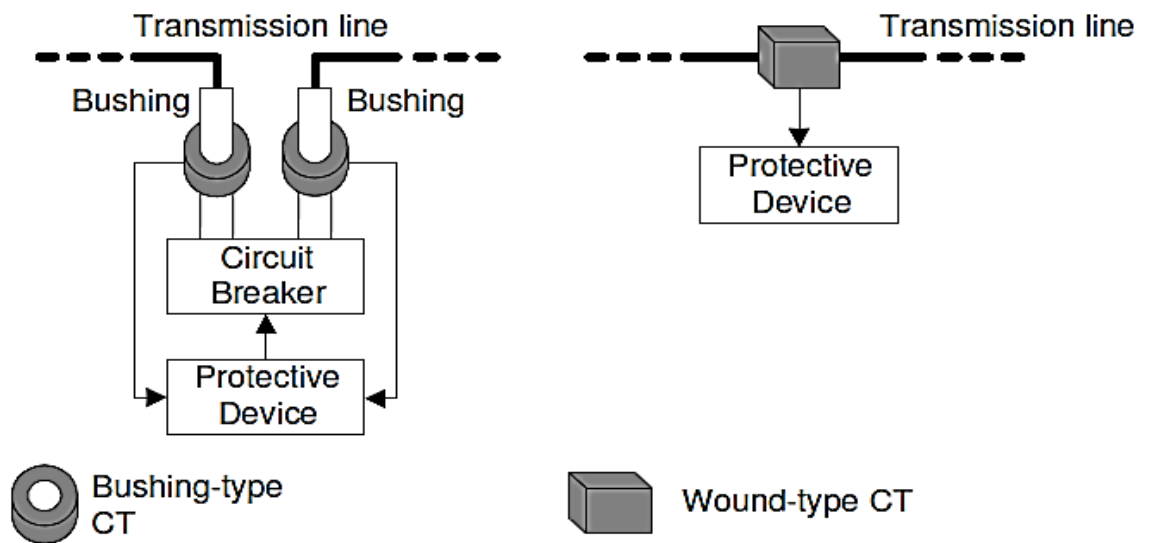 Transmission line
Transmission line
Bushing
Bushing
Protective
Device
Circuit
Breaker
Protective
Device
Bushing-type
CT
Wound-type CT